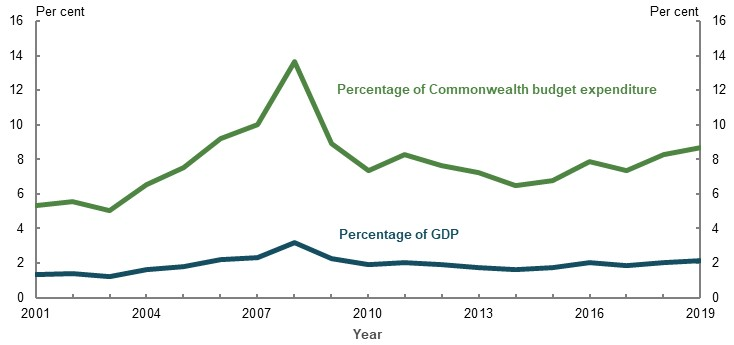 Per cent Per cent
16 16
14 14
12 12
Percentage of Commonwealth budget expenditure
10 10
8 8
6 6
4 4
Percentage of GDP
2 2
0 0
2001 2004 2007 2010 2013 2016 2019
Year